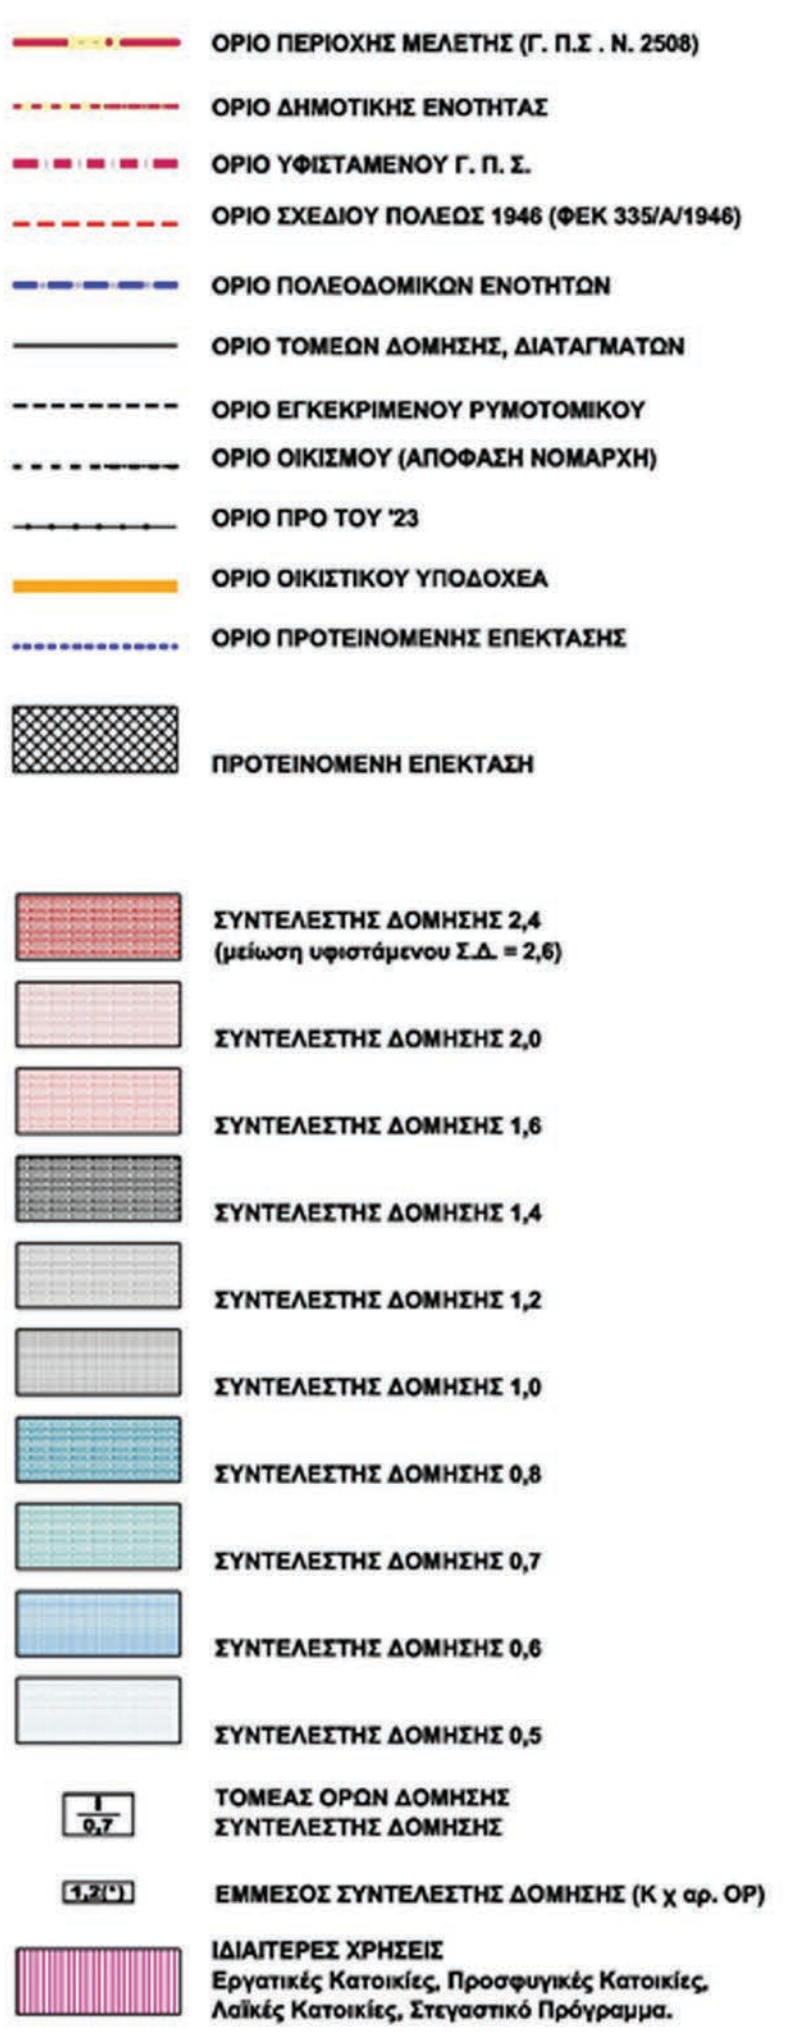 ΟΡΙΟ ΠΕΡΙΟΧΗΣ ΜΕΛΕΤΗΣ (Γ. Π.Σ . Ν. 2508)
ΟΡΙΟ ΔΗΜΟΤΙΚΗΣ ΕΝΟΤΗΤΑΣ
ΟΡΙΟ ΥΦΙΣΤΑΜΕΝΟΥ Γ. Π. Σ.
ΟΡΙΟ ΣΧΕΔΙΟΥ ΠΟΛΕΩΣ 1946 (ΦΕΚ 335/Α/1946)
ΟΡΙΟ ΠΟΛΕΟΔΟΜΙΚΩΝ ΕΝΟΤΗΤΩΝ
ΟΡΙΟ ΤΟΜΕΩΝ ΔΟΜΗΣΗΣ, ΔΙΑΤΑΓΜΑΤΩΝ
ΟΡΙΟ ΕΓΚΕΚΡΙΜΕΝΟΥ ΡΥΜΟΤΟΜΙΚΟΥ
ΟΡΙΟ ΟΙΚΙΣΜΟΥ (ΑΠΟΦΑΣΗ ΝΟΜΑΡΧΗ)
ΟΡΙΟ ΠΡΟ ΤΟΥ '23
ΟΡΙΟ ΟΙΚΙΣΤΙΚΟΥ ΥΠΟΔΟΧΕΑ
ΟΡΙΟ ΠΡΟΤΕΙΝΟΜΕΝΗΣ ΕΠΕΚΤΑΣΗΣ
ΠΡΟΤΕΙΝΟΜΕΝΗ ΕΠΕΚΤΑΣΗ
ΣΥΝΤΕΛΕΣΤΗΣ ΔΟΜΗΣΗΣ 2,4
(μείωση υφιστάμενου Σ.Δ. = 2,6)
ΣΥΝΤΕΛΕΣΤΗΣ ΔΟΜΗΣΗΣ 2,0
ΣΥΝΤΕΛΕΣΤΗΣ ΔΟΜΗΣΗΣ 1,6
ΣΥΝΤΕΛΕΣΤΗΣ ΔΟΜΗΣΗΣ 1,4
ΣΥΝΤΕΛΕΣΤΗΣ ΔΟΜΗΣΗΣ 1,2
ΣΥΝΤΕΛΕΣΤΗΣ ΔΟΜΗΣΗΣ 1,0
ΣΥΝΤΕΛΕΣΤΗΣ ΔΟΜΗΣΗΣ 0,8
ΣΥΝΤΕΛΕΣΤΗΣ ΔΟΜΗΣΗΣ 0,7
ΣΥΝΤΕΛΕΣΤΗΣ ΔΟΜΗΣΗΣ 0,6
ΣΥΝΤΕΛΕΣΤΗΣ ΔΟΜΗΣΗΣ 0,5
Ι ΤΟΜΕΑΣ ΟΡΩΝ ΔΟΜΗΣΗΣ
0,7 ΣΥΝΤΕΛΕΣΤΗΣ ΔΟΜΗΣΗΣ
1,2(*) ΕΜΜΕΣΟΣ ΣΥΝΤΕΛΕΣΤΗΣ ΔΟΜΗΣΗΣ (Κ χ αρ. ΟΡ)
ΙΔΙΑΙΤΕΡΕΣ ΧΡΗΣΕΙΣ
Εργατικές Κατοικίες, Προσφυγικές Κατοικίες,
Λαϊκές Κατοικίες, Στεγαστικό Πρόγραμμα.